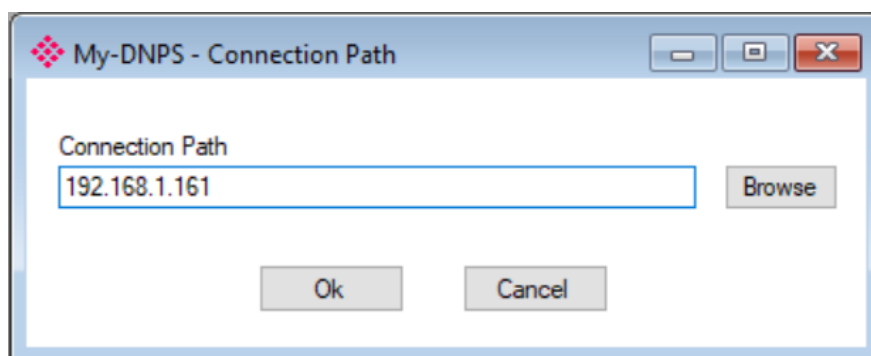 My-DNPS - Connection Path
Connection Path
192.168.1.161
Browse
Ok
Cancel